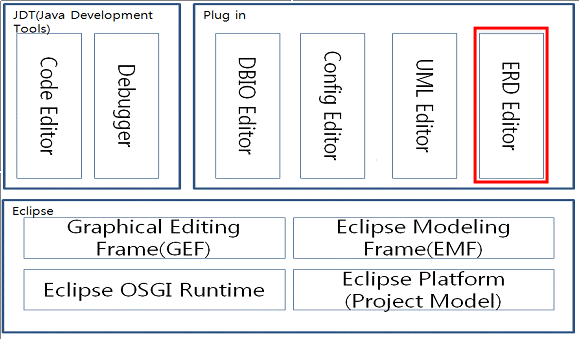 JDT(Java Development
Tools)
Code Editor
Debugger
Plug in
DBIO Editor
Config Editor
UML Editor
ERD Editor
Eclipse
Graphical Editing
Frame(GEF)
Eclipse Modeling
Frame(EMF)
Eclipse OSGI Runtime
Eclipse Platform
(Project Model)